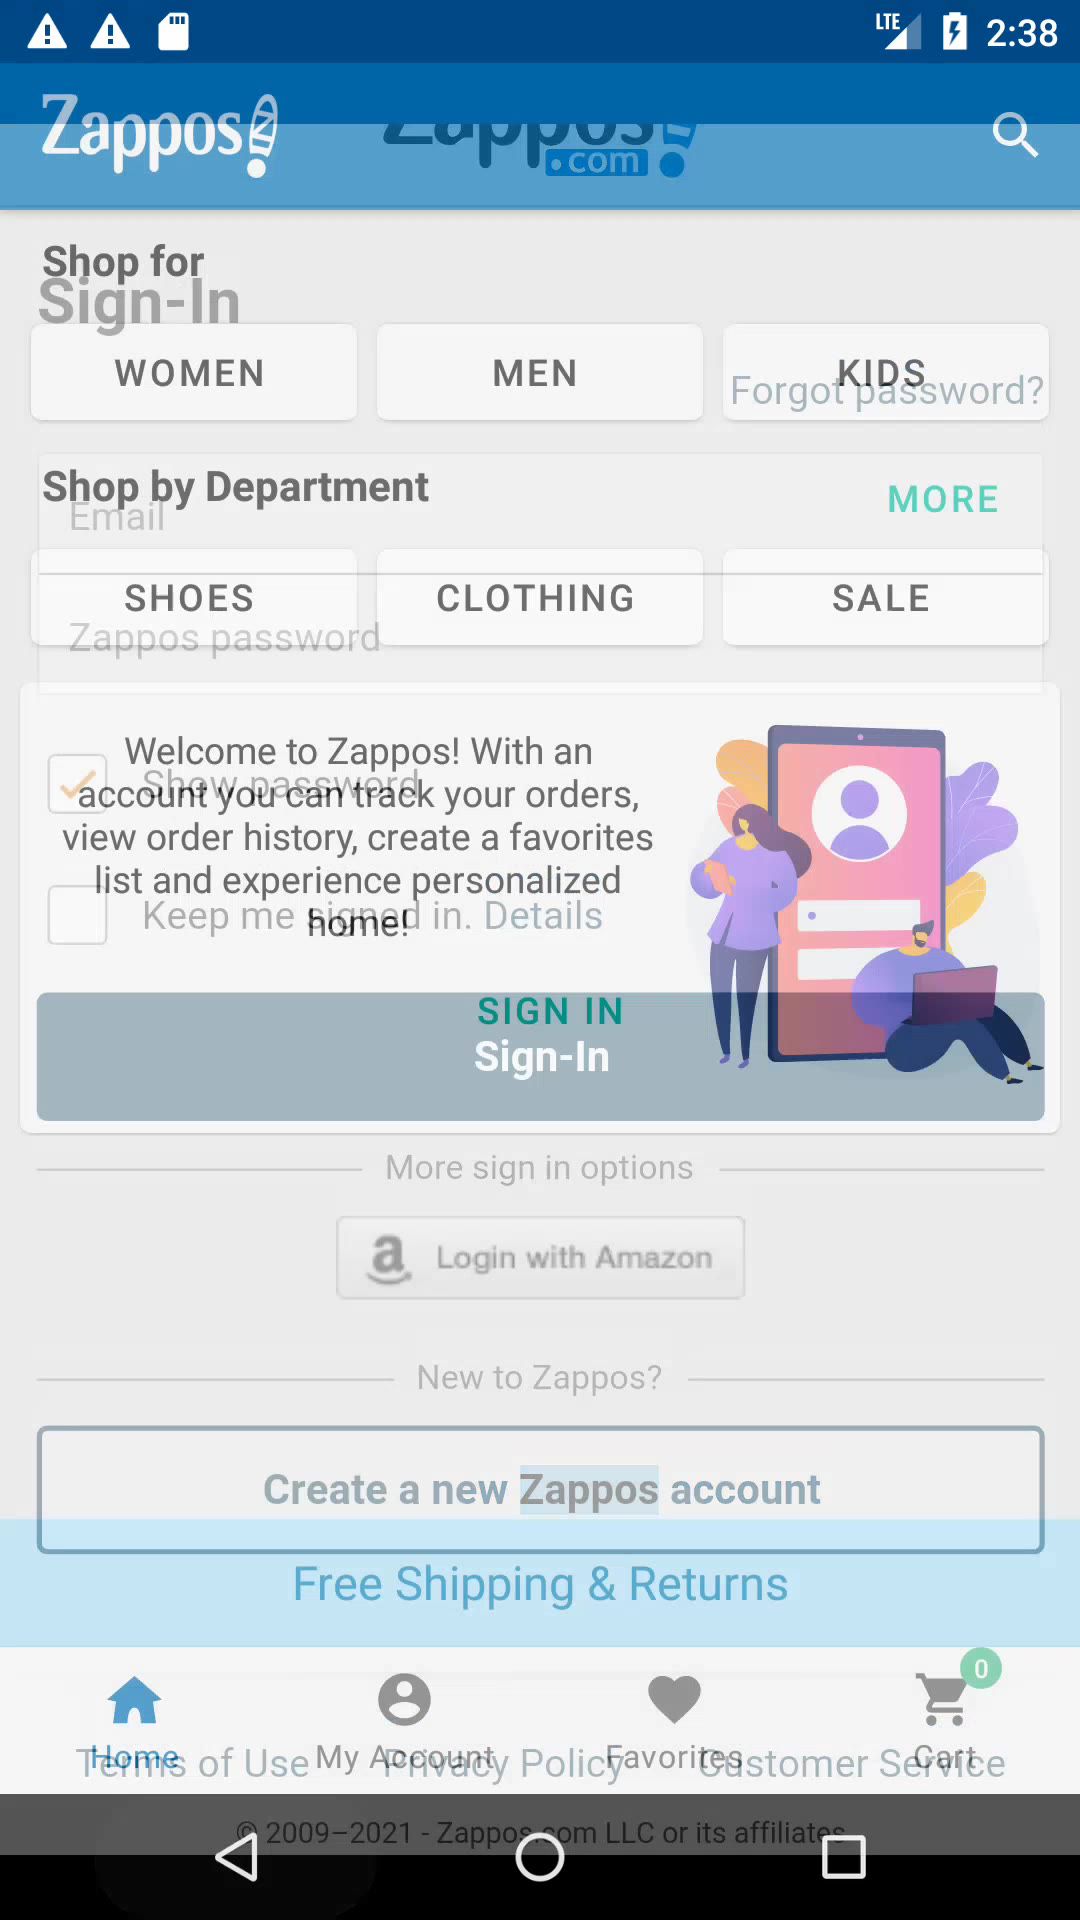 LTE 2:38
Zappos
Zappos
.com
Shop for
Sign-In
WOMEN MEN KIDS
Forgot password?
Shop by Department
MORE
Email
SHOES CLOTHING SALE
Zappos password
Welcome to Zappos! With an
account you can track your orders,
view order history, create a favorites
list and experience personalized
home!
Show password
Keep me signed in. Details
SIGN IN
Sign-In
More sign in options
a Login with Amazon
New to Zappos?
Create a new Zappos account
Free Shipping & Returns
0
Home My Account Favorites Cart
Terms of Use Privacy Policy Customer Service
© 2009–2021 - Zappos.com LLC or its affiliates